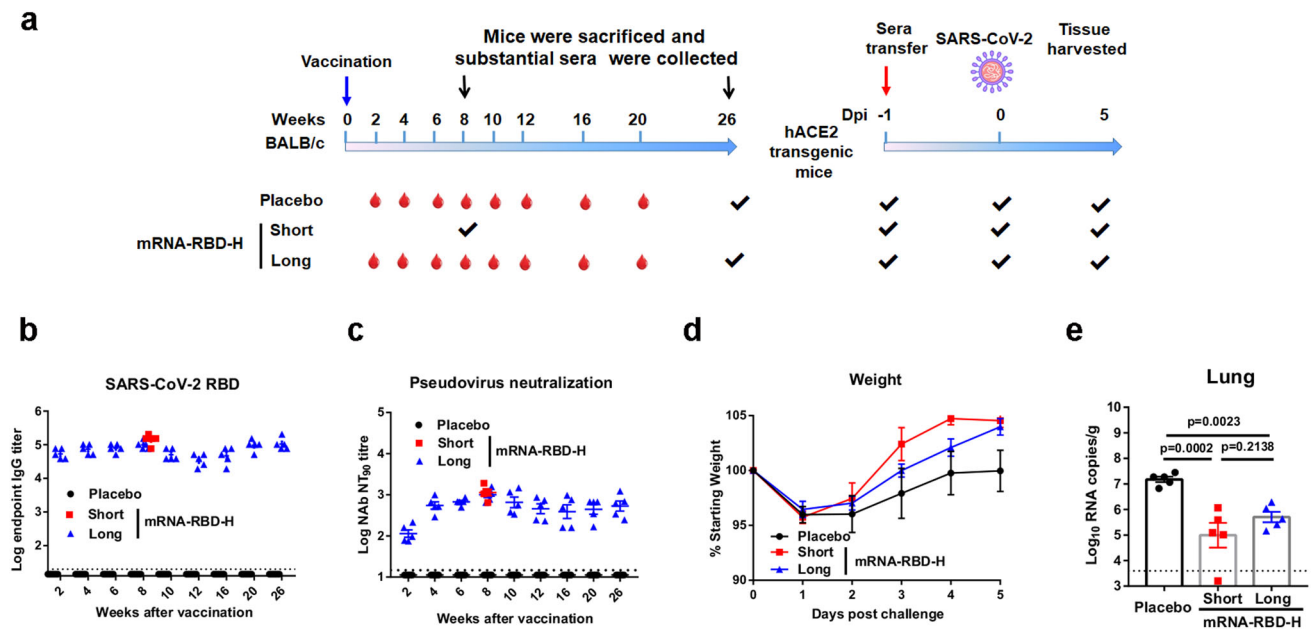 a
Mice were sacrificed and
substantial sera were collected
Vaccination
Sera
transfer
SARS-CoV-2
Tissue
harvested
Weeks 0 2 4 6 8 10 12 16 20 26
BALB/c
hACE2
transgenic
mice
Dpi -1 0 5
Placebo
mRNA-RBD-H
Short
Long
b
SARS-CoV-2 RBD
Log endpoint IgG titer
6
5
4
3
2
Placebo
Short
Long
mRNA-RBD-H
2 4 6 8 10 12 16 20 26
Weeks after vaccination
c
Pseudovirus neutralization
Log NAb NT90 titre
5
4
3
2
1
Placebo
Short
Long
mRNA-RBD-H
2 4 6 8 10 12 16 20 26
Weeks after vaccination
d
Weight
% Starting Weight
105
100
95
90
Placebo
Short
Long
mRNA-RBD-H
0 1 2 3 4 5
Days post challenge
e
Lung
Log10 RNA copies/g
10
9
8
7
6
5
4
3
p=0.0023
p=0.0002
p=0.2138
Placebo
Short
Long
mRNA-RBD-H